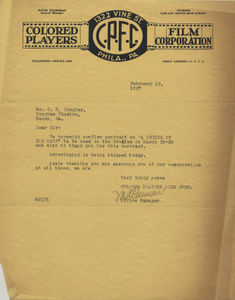 1322 VINE ST
COLORED PLAYERS
C.P.F.C.
FILM CORPORATION
PHILA., PA.
February 19,
1927
Mr. C. H. Douglas,
Douglas Theatre,
Macon, Ga.
Dear Sir:
We herewith confirm contract on "A PRINCE OF
HIS RACE" to be used in the Douglas on March 28-30
and wish to thank you for this contract.
Advertising is being shipped today.
Again thanking you and assuring you of our cooperation
at all times, we are
Very truly yours
COLORED PLAYERS FILM CORP.
Office Manager